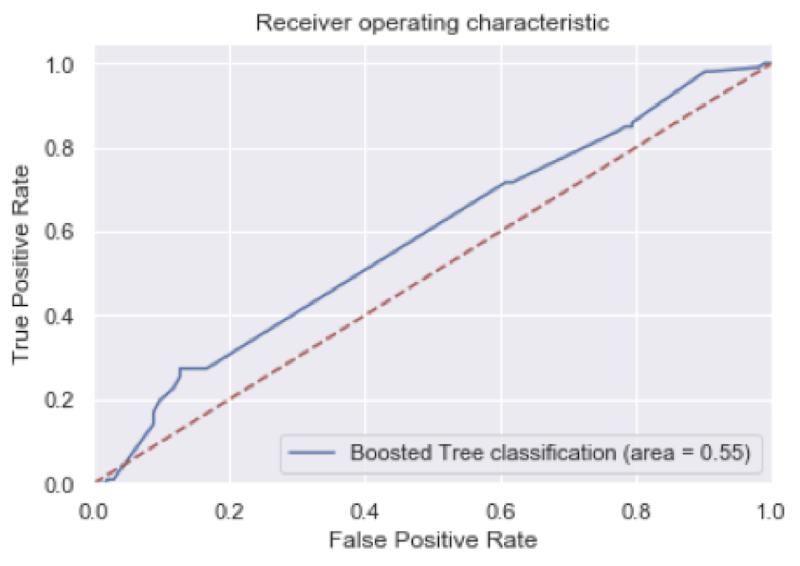 Receiver operating characteristic
True Positive Rate
1.0
0.8
0.6
0.4
0.2
0.0
Boosted Tree classification (area = 0.55)
0.0 0.2 0.4 0.6 0.8 1.0
False Positive Rate